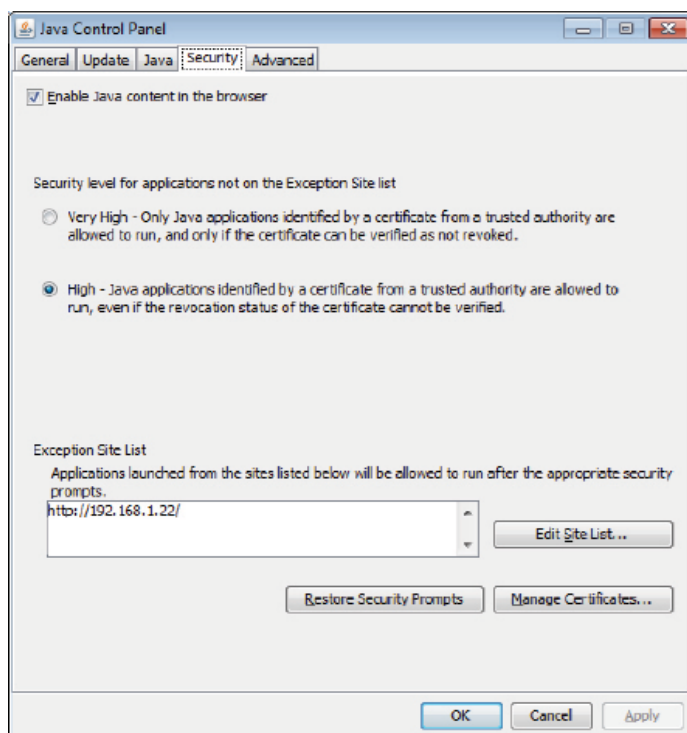 Java Control Panel
General Update Java Security Advanced
Enable Java content in the browser
Security level for applications not on the Exception Site list
Very High - Only Java applications identified by a certificate from a trusted authority are
allowed to run, and only if the certificate can be verified as not revoked.
High - Java applications identified by a certificate from a trusted authority are allowed to
run, even if the revocation status of the certificate cannot be verified.
Exception Site List
Applications launched from the sites listed below will be allowed to run after the appropriate security
prompts.
http://192.168.1.22/
Edit Site List...
Restore Security Prompts
Manage Certificates...
OK
Cancel
Apply